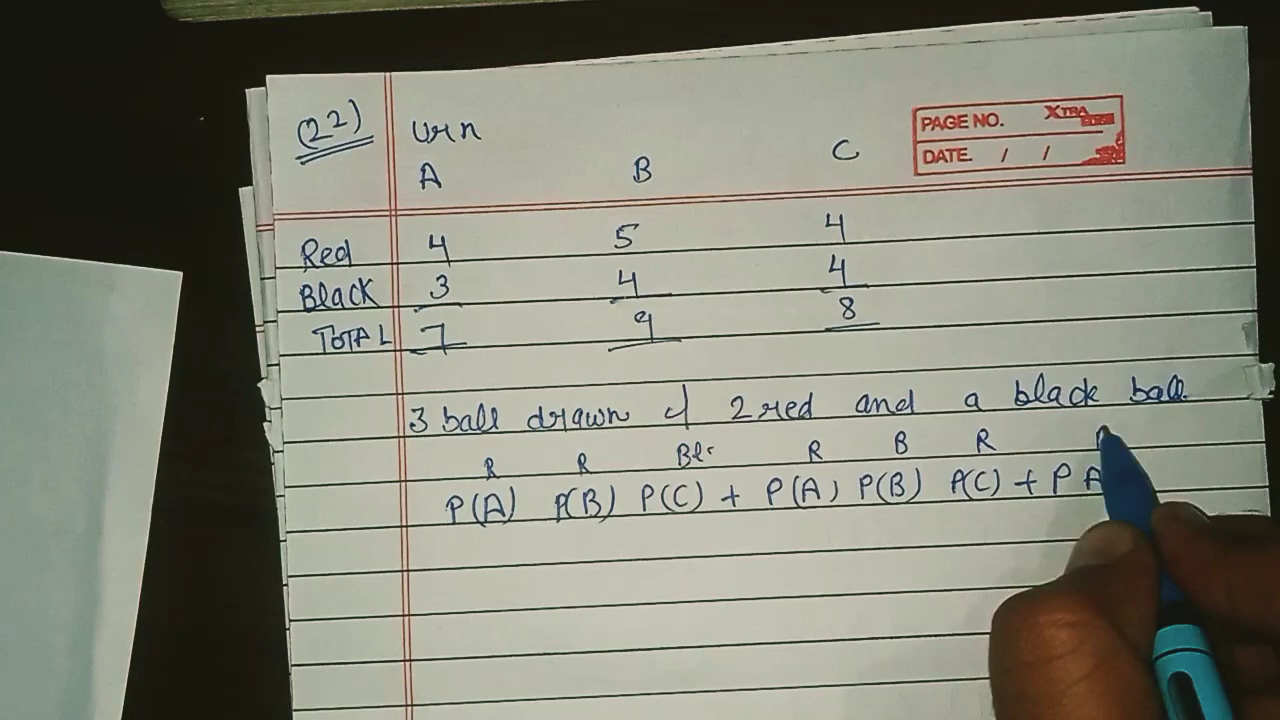 (22)
Urn
PAGE NO. XTRA
DATE. / /
A B C
Red 4 5 4
Black 3 4 4
TOTAL 7 9 8
3 ball drawn 2 red and a black ball
R R Bl R B R
P(A) P(B) P(C) + P(A) P(B) P(C) + P A